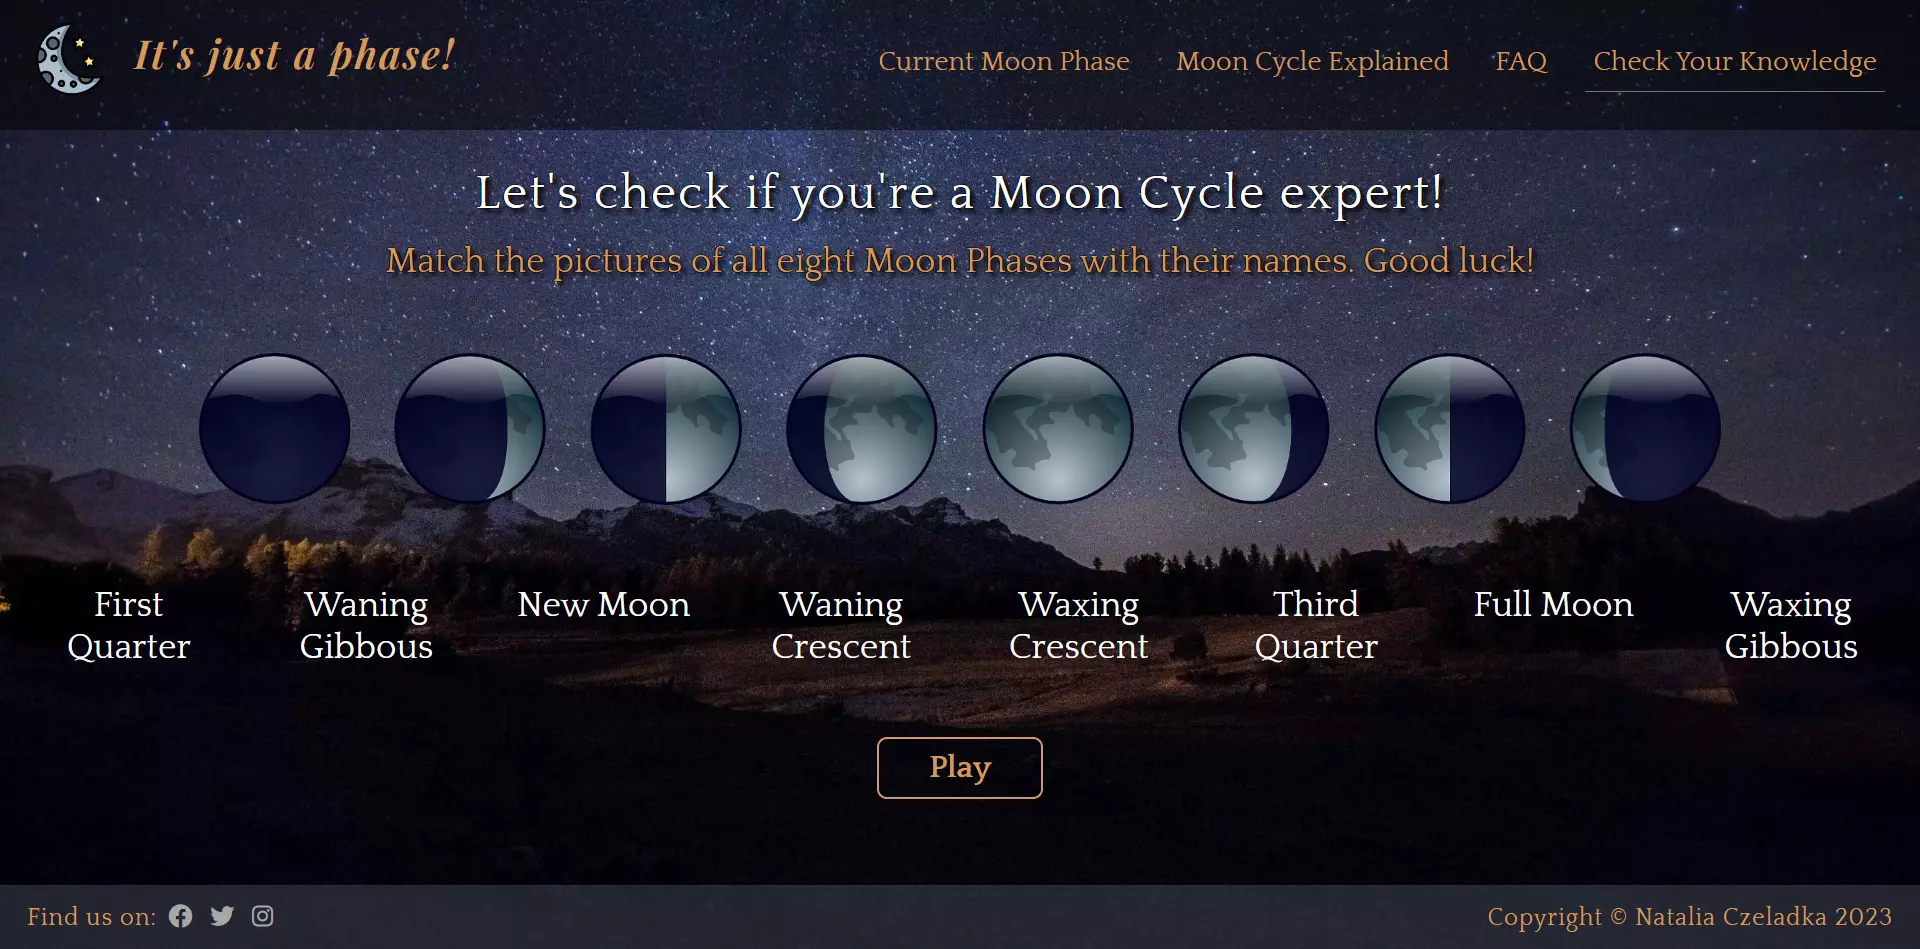 It's just a phase!
Current Moon Phase
Moon Cycle Explained
FAQ
Check Your Knowledge
Let's check if you're a Moon Cycle expert!
Match the pictures of all eight Moon Phases with their names. Good luck!
First
Quarter
Waning
Gibbous
New Moon
Waning
Crescent
Waxing
Crescent
Third
Quarter
Full Moon
Waxing
Gibbous
Play
Find us on:
Copyright © Natalia Czeladka 2023